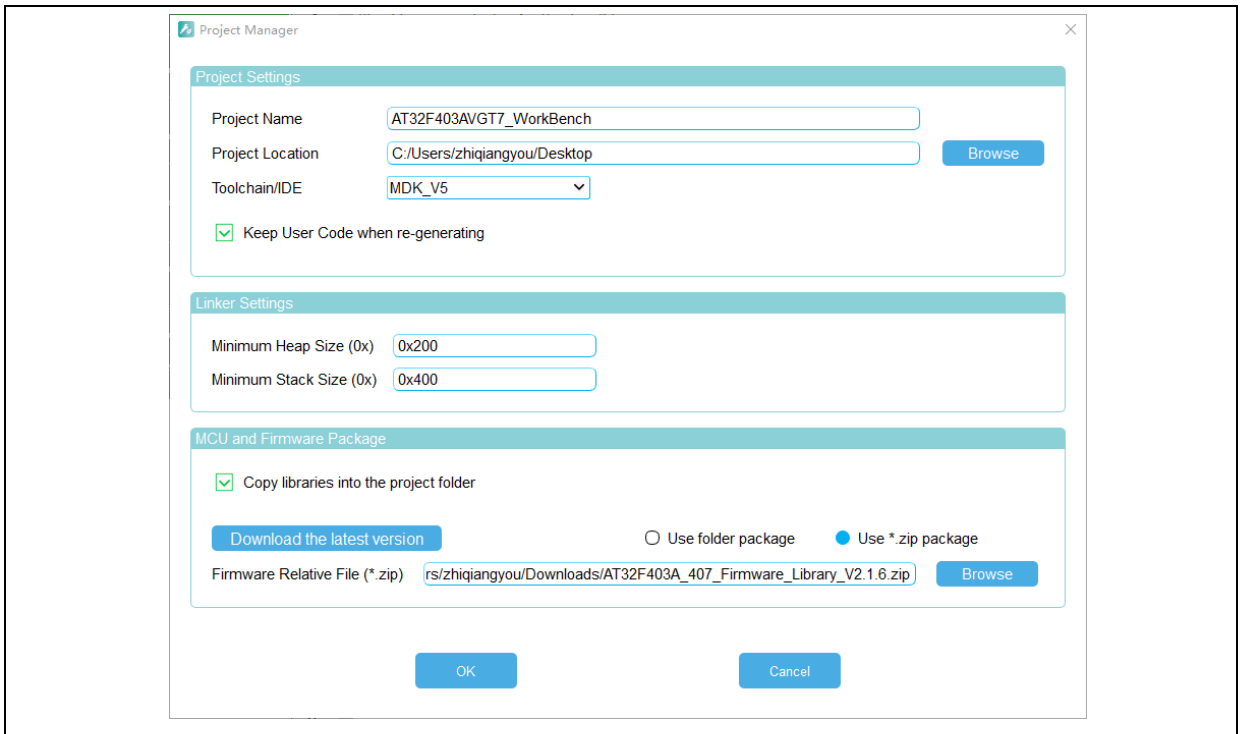 Project Manager
Project Settings
Project Name AT32F403AVGT7_WorkBench
Project Location C:/Users/zhiqiangyou/Desktop Browse
Toolchain/IDE MDK_V5
Keep User Code when re-generating
Linker Settings
Minimum Heap Size (0x) 0x200
Minimum Stack Size (0x) 0x400
MCU and Firmware Package
Copy libraries into the project folder
Download the latest version Use folder package Use *.zip package
Firmware Relative File (*.zip) rs/zhiqiangyou/Downloads/AT32F403A_407_Firmware_Library_V2.1.6.zip Browse
OK Cancel